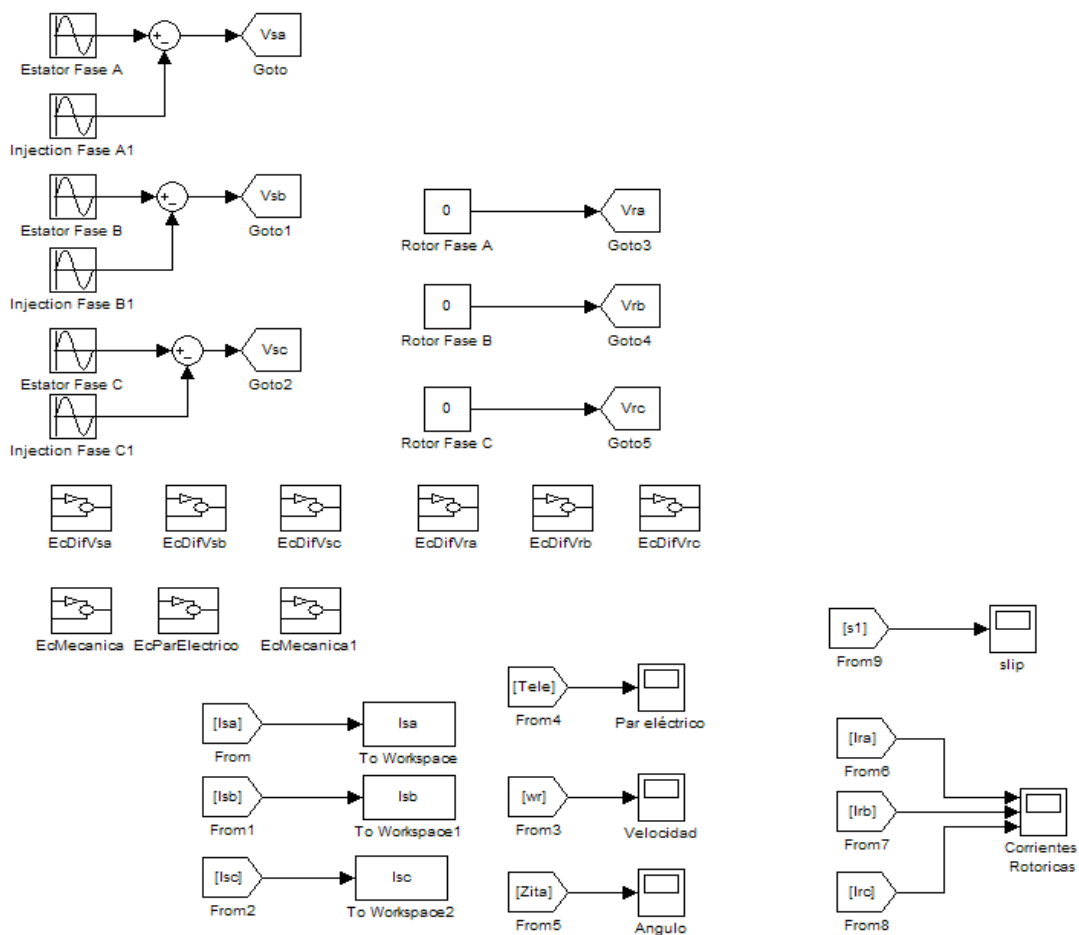 Vsa
Estator Fase A
Goto
Injection Fase A1
Vsb
Estator Fase B
Goto1
Injection Fase B1
Vsc
Estator Fase C
Goto2
Injection Fase C1
0
Vra
Rotor Fase A
Goto3
0
Vrb
Rotor Fase B
Goto4
0
Vrc
Rotor Fase C
Goto5
EcDifVsa
EcDifVsb
EcDifVsc
EcDifVra
EcDifVrb
EcDifVrc
EcMecanica
EcParElectrico
EcMecanica1
[s1]
From9
slip
[Isa]
Isa
From
To Workspace
[Isb]
Isb
From1
To Workspace1
[Isc]
Isc
From2
To Workspace2
[Tele]
From4
Par eléctrico
[wr]
From3
Velocidad
[Zita]
From5
Angulo
[Ira]
From6
[Irb]
From7
[Irc]
From8
Corrientes
Rotoricas